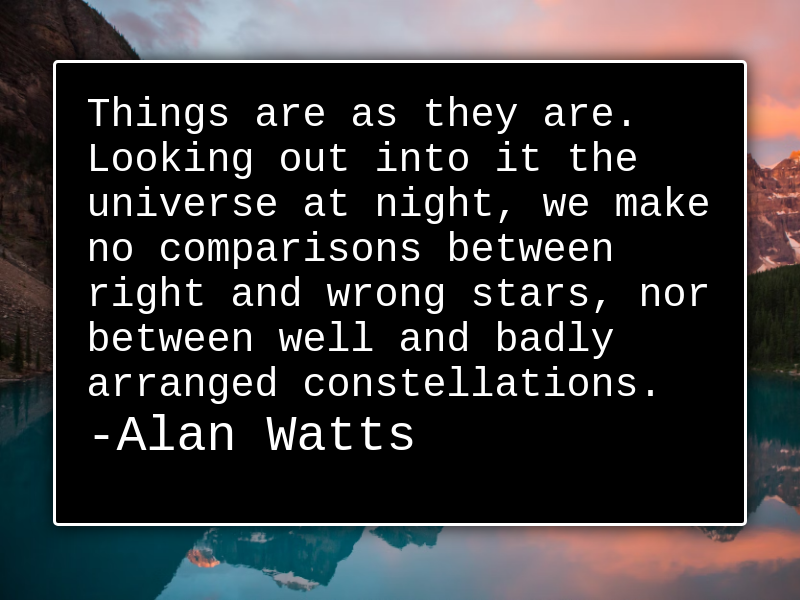 Things are as they are.
Looking out into it the
universe at night, we make
no comparisons between
right and wrong stars, nor
between well and badly
arranged constellations.
-Alan Watts